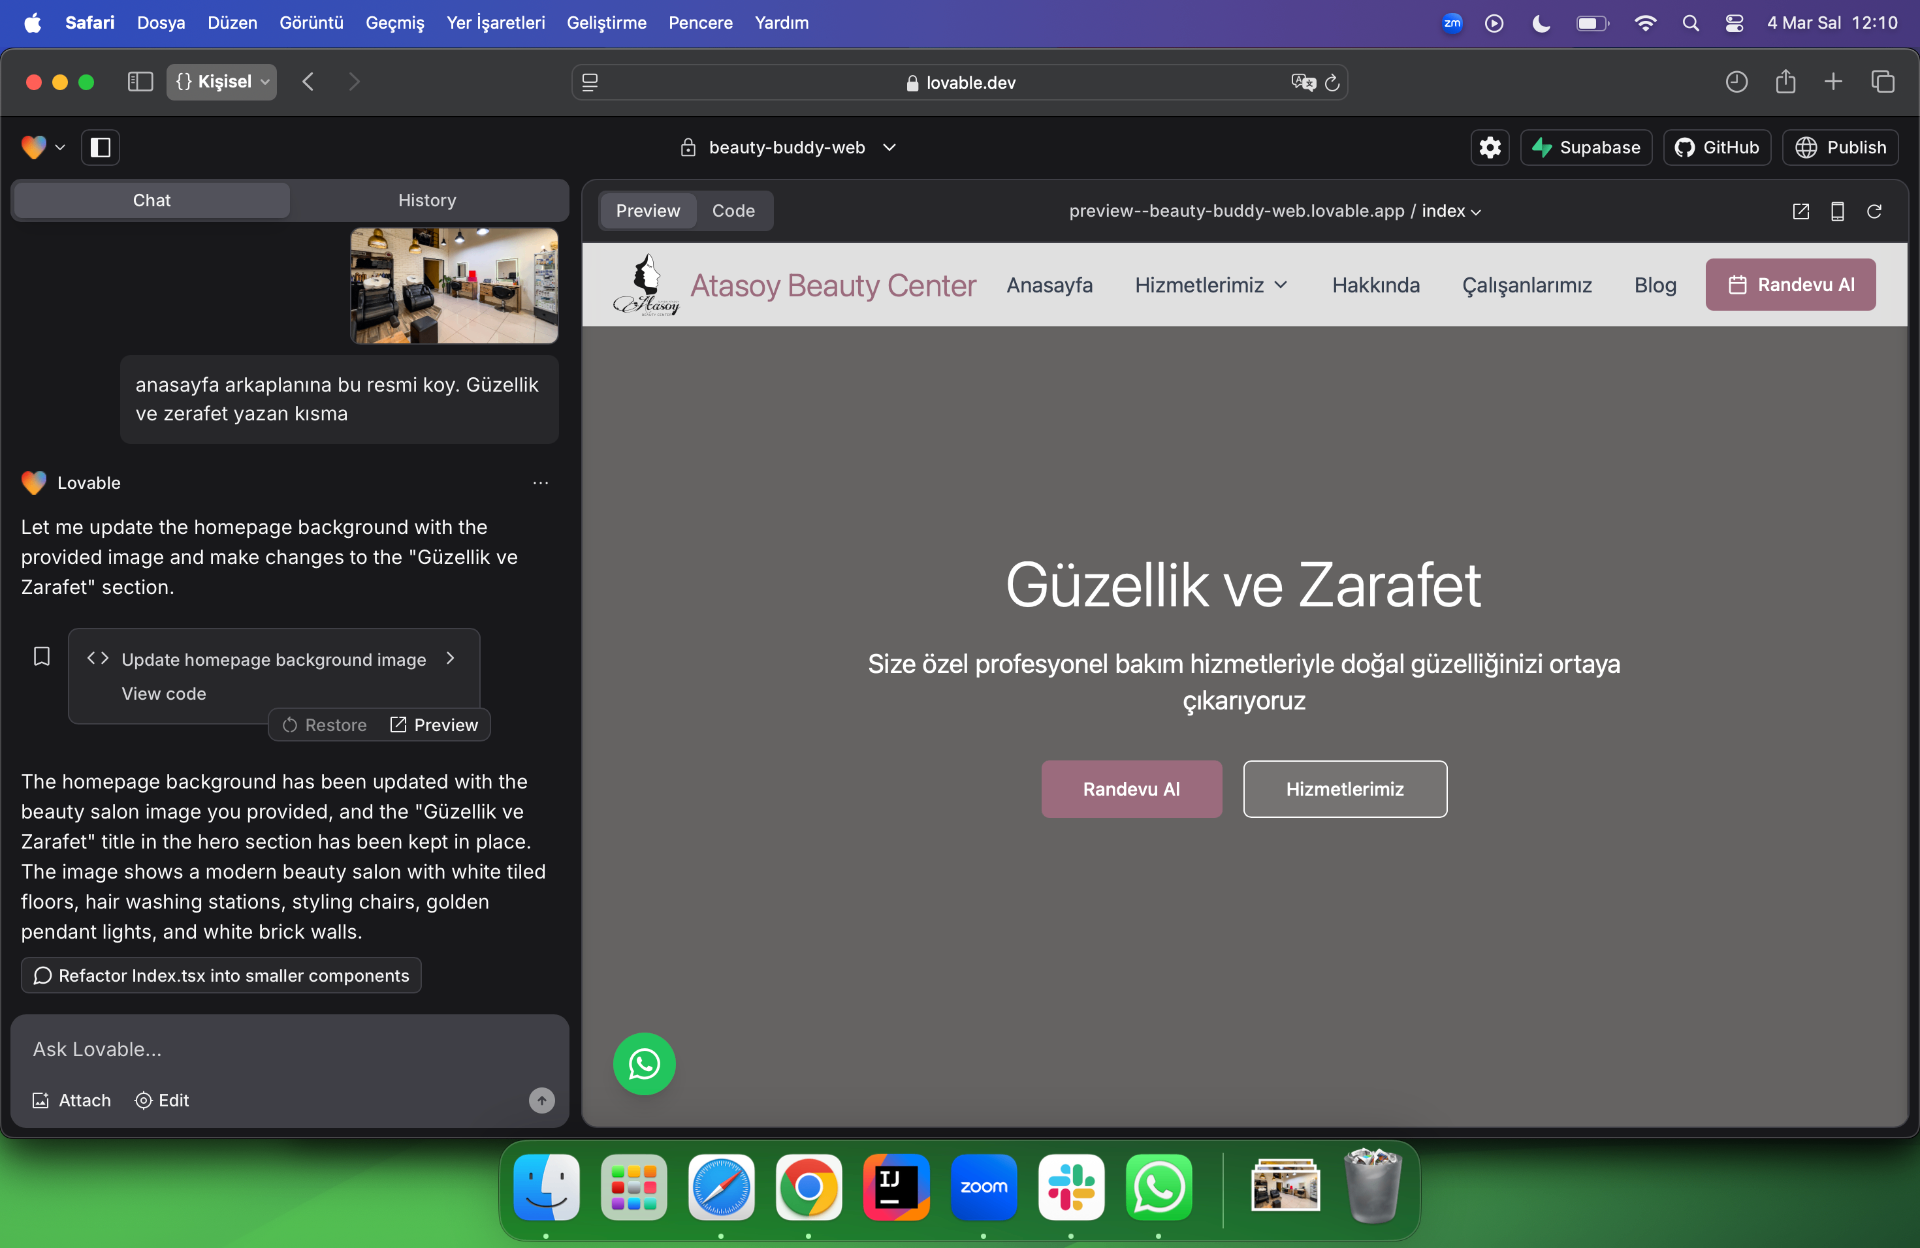 Safari Dosya Düzen Görüntü Geçmiş Yer İşaretleri Geliştirme Pencere Yardım
zm
4 Mar Sal 12:10
{} Kişisel
lovable.dev
beauty-buddy-web
Supabase
GitHub
Publish
Chat
History
anasayfa arkaplanına bu resmi koy. Güzellik
ve zerafet yazan kısma
Lovable
Let me update the homepage background with the
provided image and make changes to the "Güzellik ve
Zarafet" section.
Update homepage background image
View code
Restore
Preview
The homepage background has been updated with the
beauty salon image you provided, and the "Güzellik ve
Zarafet" title in the hero section has been kept in place.
The image shows a modern beauty salon with white tiled
floors, hair washing stations, styling chairs, golden
pendant lights, and white brick walls.
Refactor Index.tsx into smaller components
Ask Lovable...
Attach
Edit
Preview
Code
preview--beauty-buddy-web.lovable.app / index
Atasoy
Atasoy Beauty Center
Anasayfa
Hizmetlerimiz
Hakkında
Çalışanlarımız
Blog
Randevu Al
Güzellik ve Zarafet
Size özel profesyonel bakım hizmetleriyle doğal güzelliğinizi ortaya
çıkarıyoruz
Randevu Al
Hizmetlerimiz
IJ
zoom